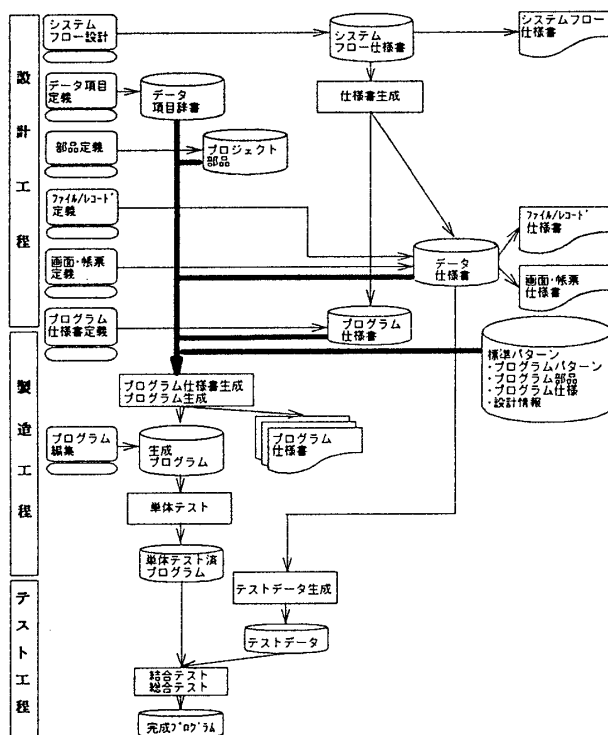 設計工程
システム
フロー設計
システム
フロー仕様書
システムフロー
仕様書
データ項目
定義
データ
項目辞書
仕様書生成
部品定義
プロジェクト
部品
ファイル/レコード
定義
ファイル/レコード
仕様書
画面・帳票
定義
データ
仕様書
画面・帳票
仕様書
プログラム
仕様書定義
プログラム
仕様書
標準パターン
・プログラムパターン
・プログラム部品
・プログラム仕様
・設計情報
製造工程
プログラム仕様書生成
プログラム生成
プログラム
編集
生成
プログラム
プログラム
仕様書
単体テスト
単体テスト済
プログラム
テスト工程
テストデータ生成
テストデータ
結合テスト
総合テスト
完成プログラム